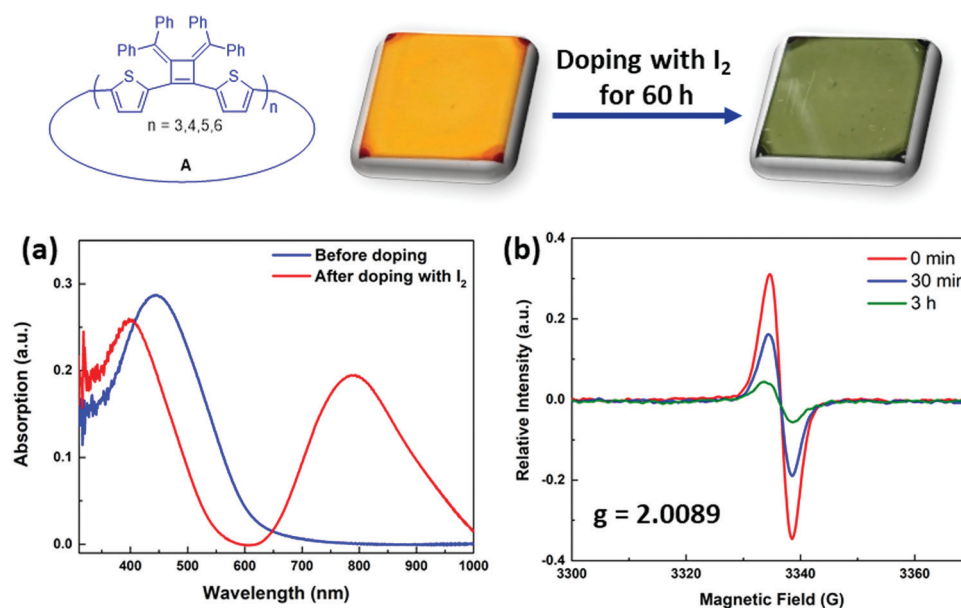 Ph
Ph
Ph
Ph
S
S
n
n = 3,4,5,6
A
Doping with I₂
for 60 h
(a)
Before doping
After doping with I₂
0.3
0.2
0.1
0.0
Absorption (a.u.)
400 500 600 700 800 900 1000
Wavelength (nm)
(b)
0 min
30 min
3 h
0.4
0.2
0.0
-0.2
-0.4
Relative Intensity (a.u.)
g = 2.0089
3300 3320 3340 3360
Magnetic Field (G)